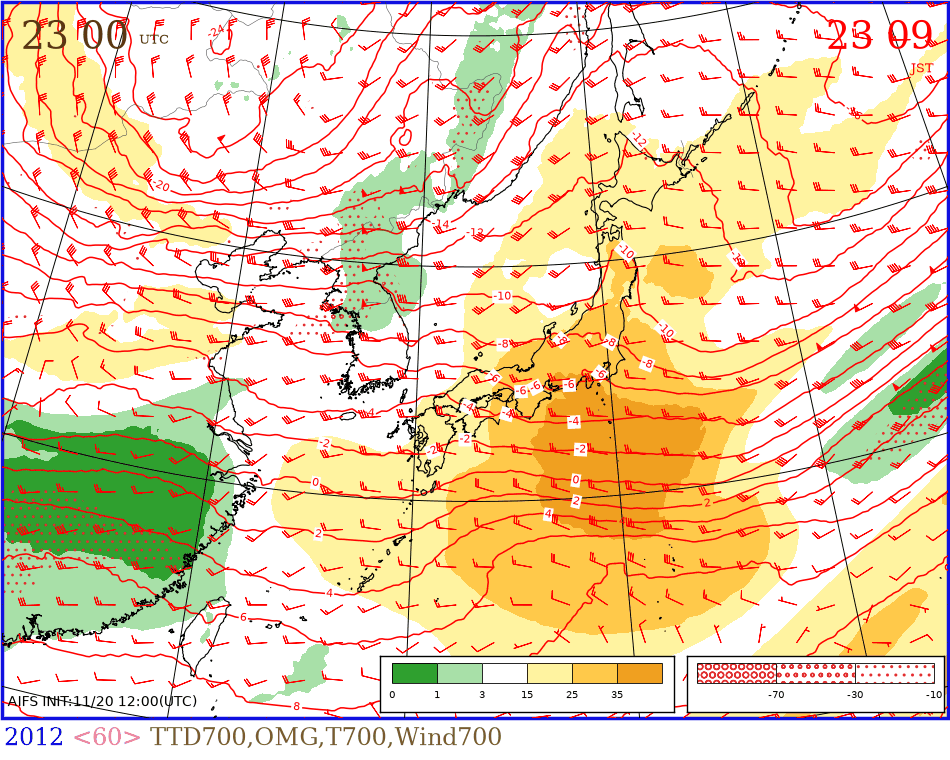 23 00 UTC 23 09
JST
-24
-20
-12
-14 -12
-10
-10
-10
-8 -8 -8
-8
-6 -6 -6 -6 -6
-4 -4 -4 -4
-2 -2 -2 -2
0 0
2 2 2
4 4
6
8
0 1 3 15 25 35
-70 -30 -10
AIFS INIT:11/20 12:00(UTC)
2012 <60> TTD700,OMG,T700,Wind700